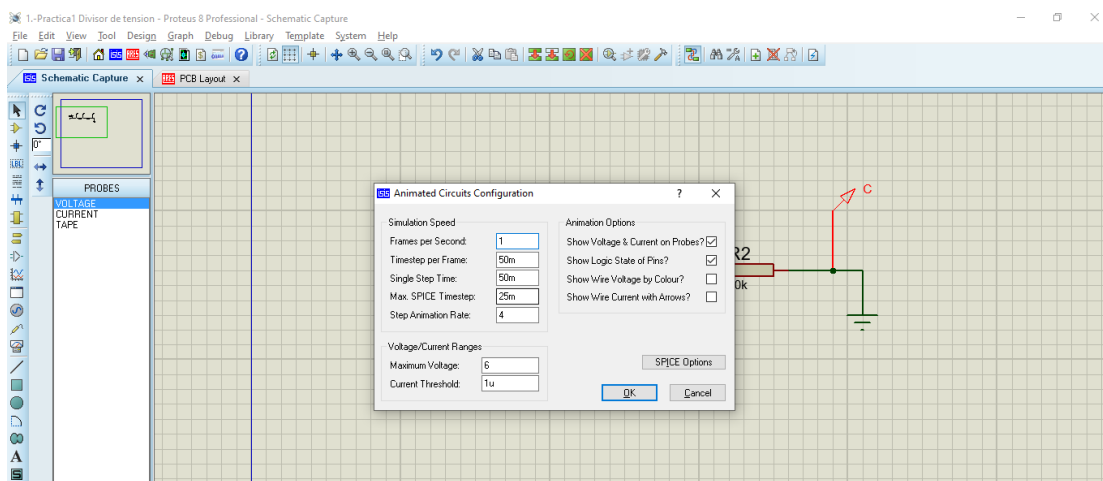 1.-Practica1 Divisor de tension - Proteus 8 Professional - Schematic Capture
File Edit View Tool Design Graph Debug Library Template System Help
Schematic Capture x
PCB Layout x
0°
PROBES
VOLTAGE
CURRENT
TAPE
ISIS Animated Circuits Configuration ? X
Simulation Speed
Frames per Second: 1
Timestep per Frame: 50m
Single Step Time: 50m
Max. SPICE Timestep: 25m
Step Animation Rate: 4
Voltage/Current Ranges
Maximum Voltage: 6
Current Threshold: 1u
Animation Options
Show Voltage & Current on Probes?
Show Logic State of Pins?
Show Wire Voltage by Colour?
Show Wire Current with Arrows?
SPICE Options
OK Cancel
C
R2
0k
A
S